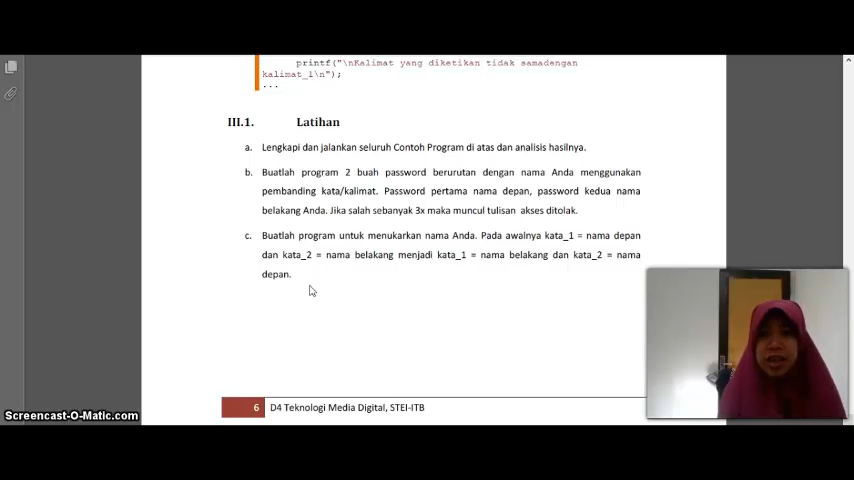 printf("\nKalimat yang diketikan tidak samadengan
kalimat_1\n");
...
III.1. Latihan
a. Lengkapi dan jalankan seluruh Contoh Program di atas dan analisis hasilnya.
b. Buatlah program 2 buah password berurutan dengan nama Anda menggunakan
pembanding kata/kalimat. Password pertama nama depan, password kedua nama
belakang Anda. Jika salah sebanyak 3x maka muncul tulisan akses ditolak.
c. Buatlah program untuk menukarkan nama Anda. Pada awalnya kata_1 = nama depan
dan kata_2 = nama belakang menjadi kata_1 = nama belakang dan kata_2 = nama
depan.
6 D4 Teknologi Media Digital, STEI-ITB
Screencast-O-Matic.com